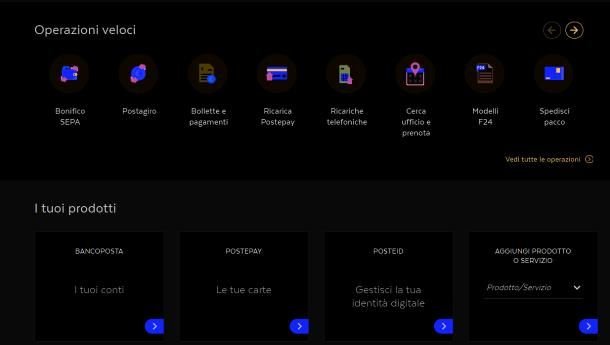 Operazioni veloci
Bonifico SEPA
Postagiro
Bollette e pagamenti
Ricarica Postepay
Ricariche telefoniche
Cerca ufficio e prenota
F24
Modelli F24
Spedisci pacco
Vedi tutte le operazioni
I tuoi prodotti
BANCOPOSTA
I tuoi conti
POSTEPAY
Le tue carte
POSTEID
Gestisci la tua
identità digitale
AGGIUNGI PRODOTTO
O SERVIZIO
Prodotto/Servizio